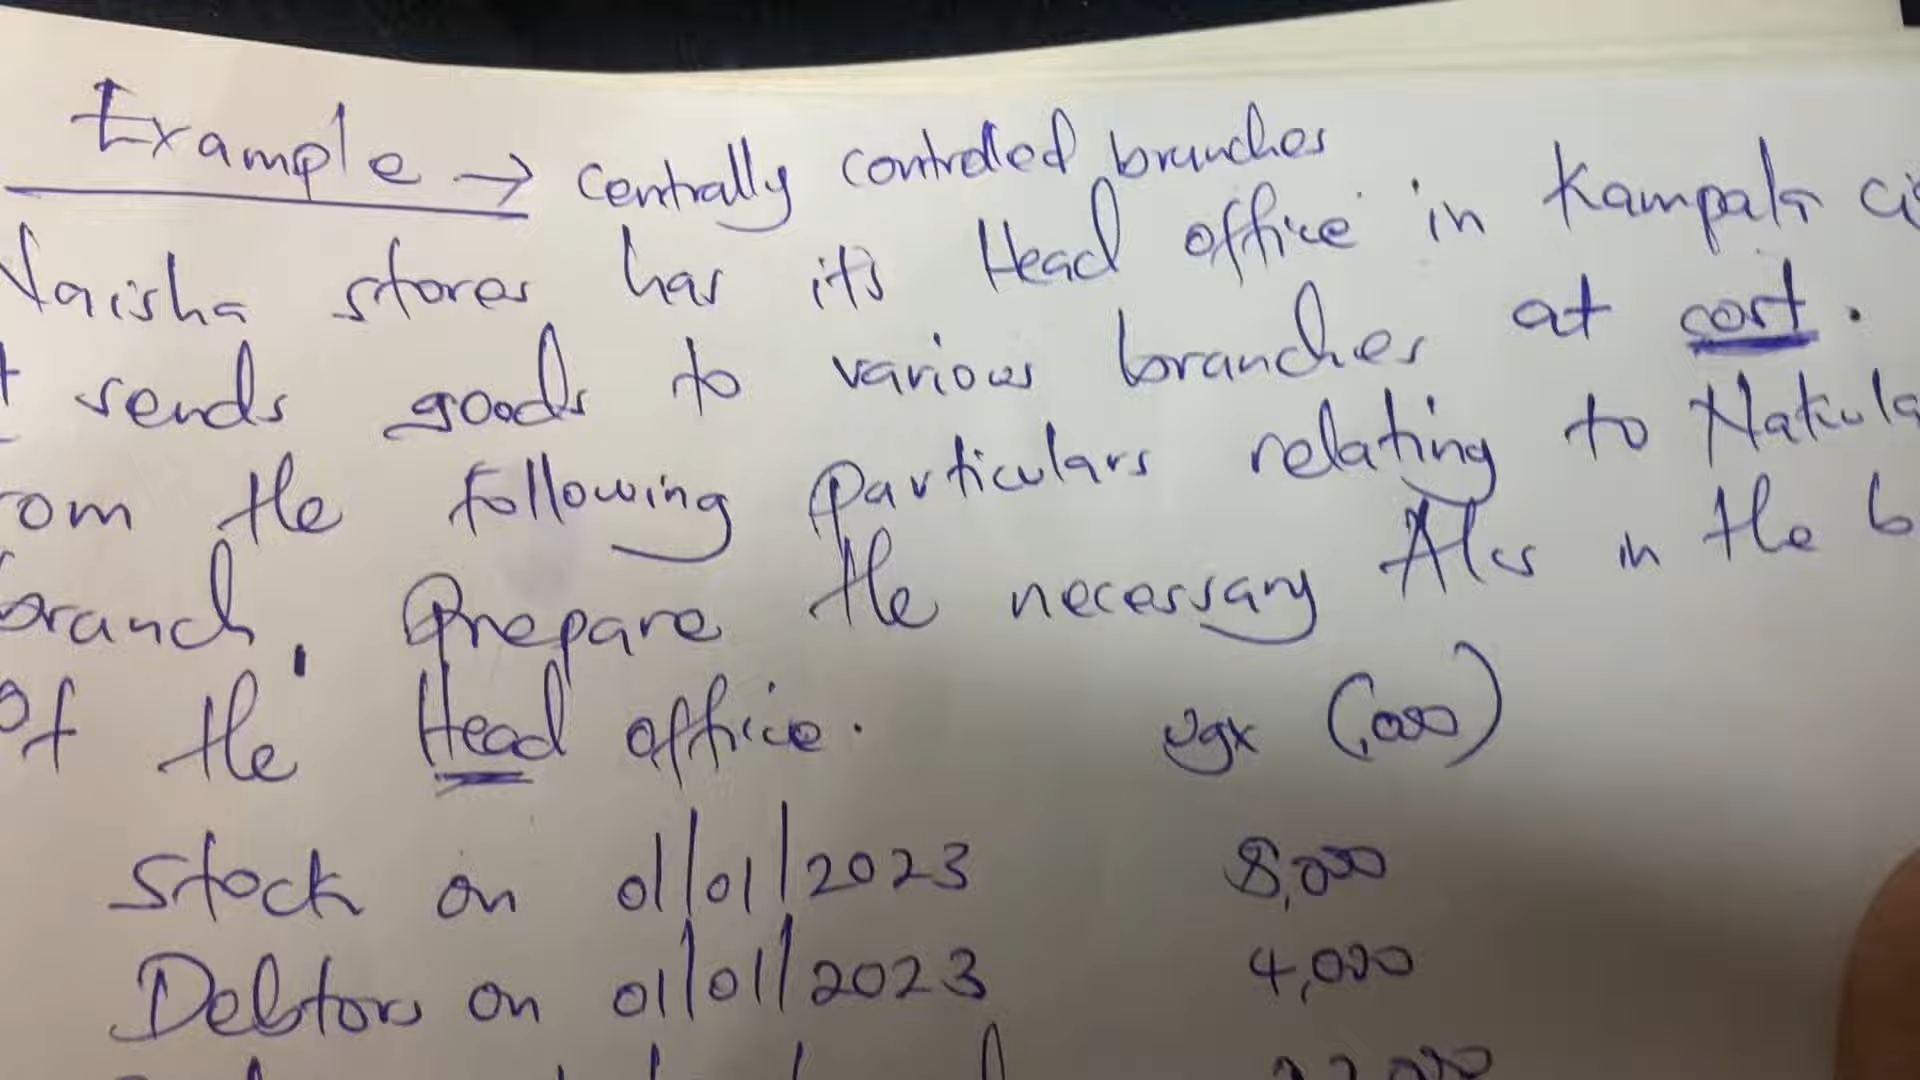 Example → centrally controlled branches
Naisha stores has its Head office in Kampala
sends goods to various branches at cost.
om the following particulars relating to Nakula
branch. Prepare the necessary A/cs in the b
of the Head office. ugx (,000)
Stock on 01/01/2023 8,000
Debtors on 01/01/2023 4,000